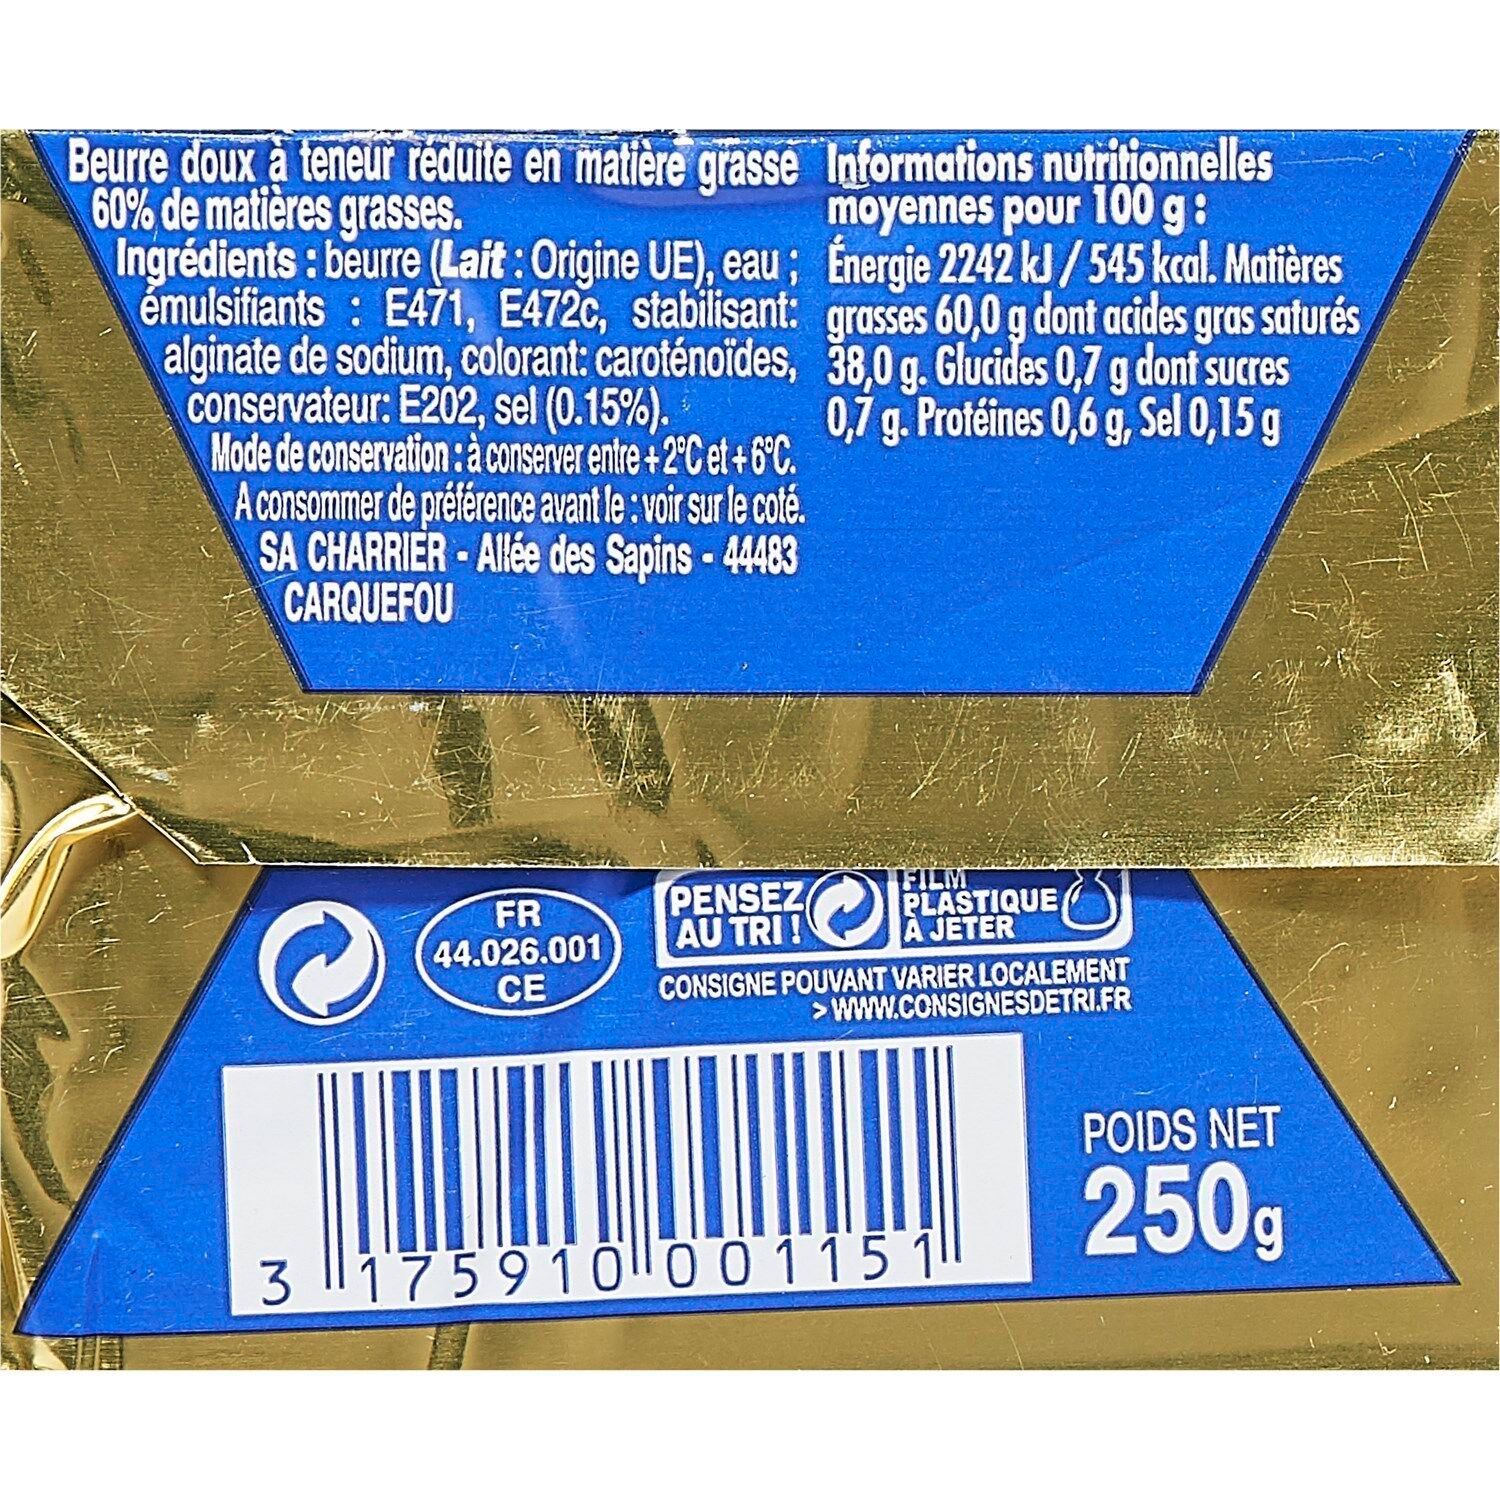 Beurre doux à teneur réduite en matière grasse
60% de matières grasses.
Ingrédients : beurre (Lait : Origine UE), eau ;
émulsifiants : E471, E472c, stabilisant:
alginate de sodium, colorant: caroténoïdes,
conservateur: E202, sel (0.15%).
Mode de conservation : à conserver entre + 2°C et + 6°C.
A consommer de préférence avant le : voir sur le coté.
SA CHARRIER - Allée des Sapins - 44483
CARQUEFOU
Informations nutritionnelles
moyennes pour 100 g :
Énergie 2242 kJ / 545 kcal. Matières
grasses 60,0 g dont acides gras saturés
38,0 g. Glucides 0,7 g dont sucres
0,7 g. Protéines 0,6 g, Sel 0,15 g
FR
44.026.001
CE
PENSEZ
AU TRI !
FILM
PLASTIQUE
À JETER
CONSIGNE POUVANT VARIER LOCALEMENT
> WWW.CONSIGNESDETRI.FR
3 175910 001151
POIDS NET
250g